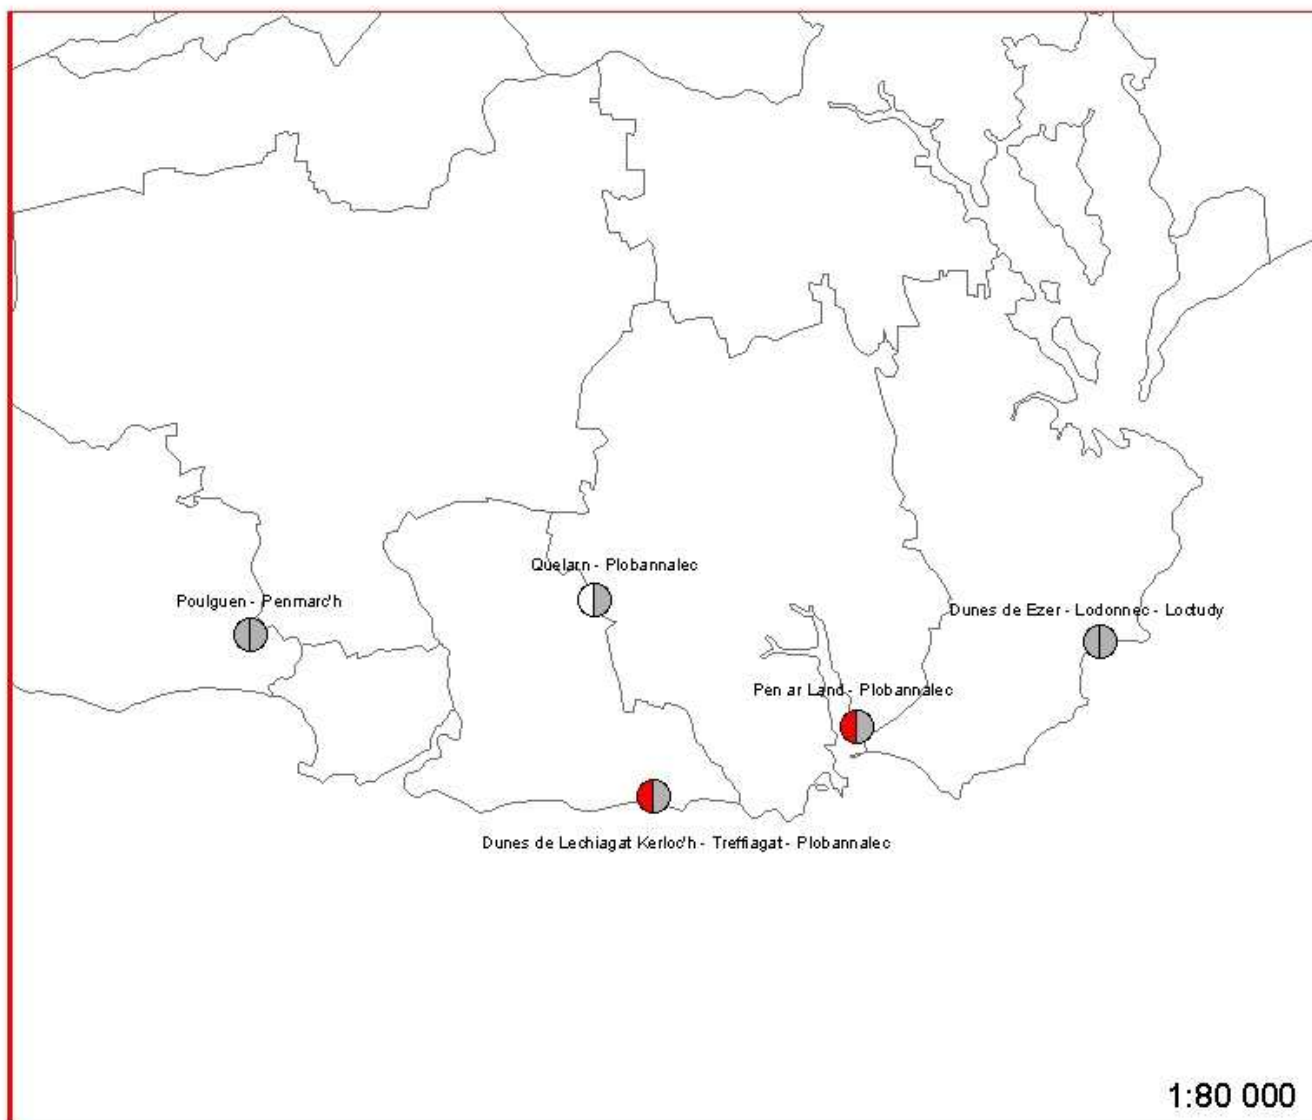 Quelarn - Plobannalec
Poulguen - Penmarc'h
Dunes de Ezer - Lodonnec - Loctudy
Pen ar Land - Plobannalec
Dunes de Lechiagat Kerloc'h - Treffiagat - Plobannalec
1:80 000